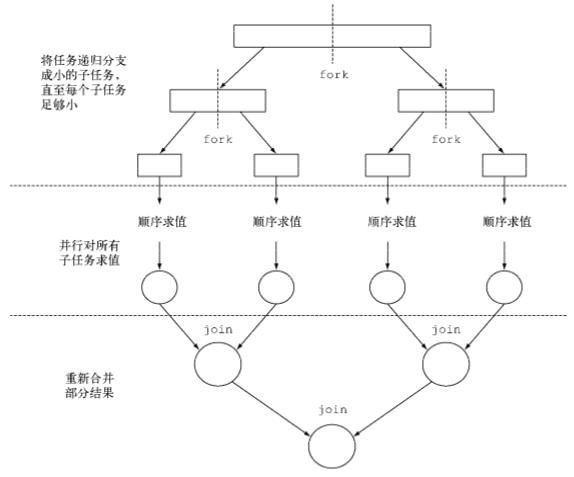 将任务递归分支
成小的子任务，
直至每个子任务
足够小
fork
fork
fork
顺序求值
顺序求值
顺序求值
顺序求值
并行对所有
子任务求值
join
join
重新合并
部分结果
join